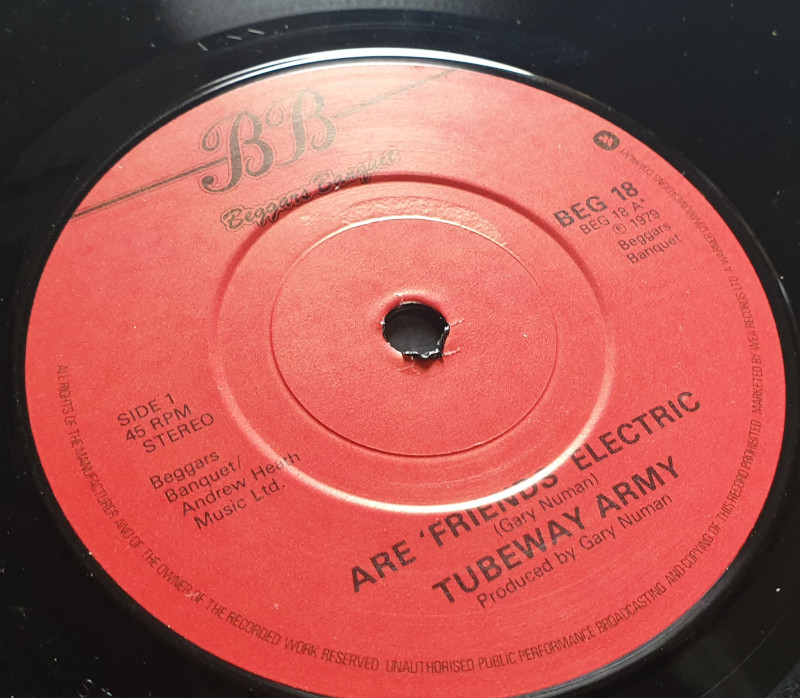 BB
Beggars Banquet
BEG 18
BEG 18 A*
℗ 1979
Beggars
Banquet
SIDE 1
45 RPM
STEREO
Beggars
Banquet/
Andrew Heath
Music Ltd.
ARE 'FRIENDS' ELECTRIC
(Gary Numan)
TUBEWAY ARMY
Produced by Gary Numan
ALL RIGHTS OF THE MANUFACTURER AND OF THE OWNER OF THE RECORDED WORK RESERVED UNAUTHORISED PUBLIC PERFORMANCE BROADCASTING AND COPYING OF THIS RECORD PROHIBITED. MARKETED BY WEA RECORDS LTD. A WARNER COMMUNICATIONS COMPANY